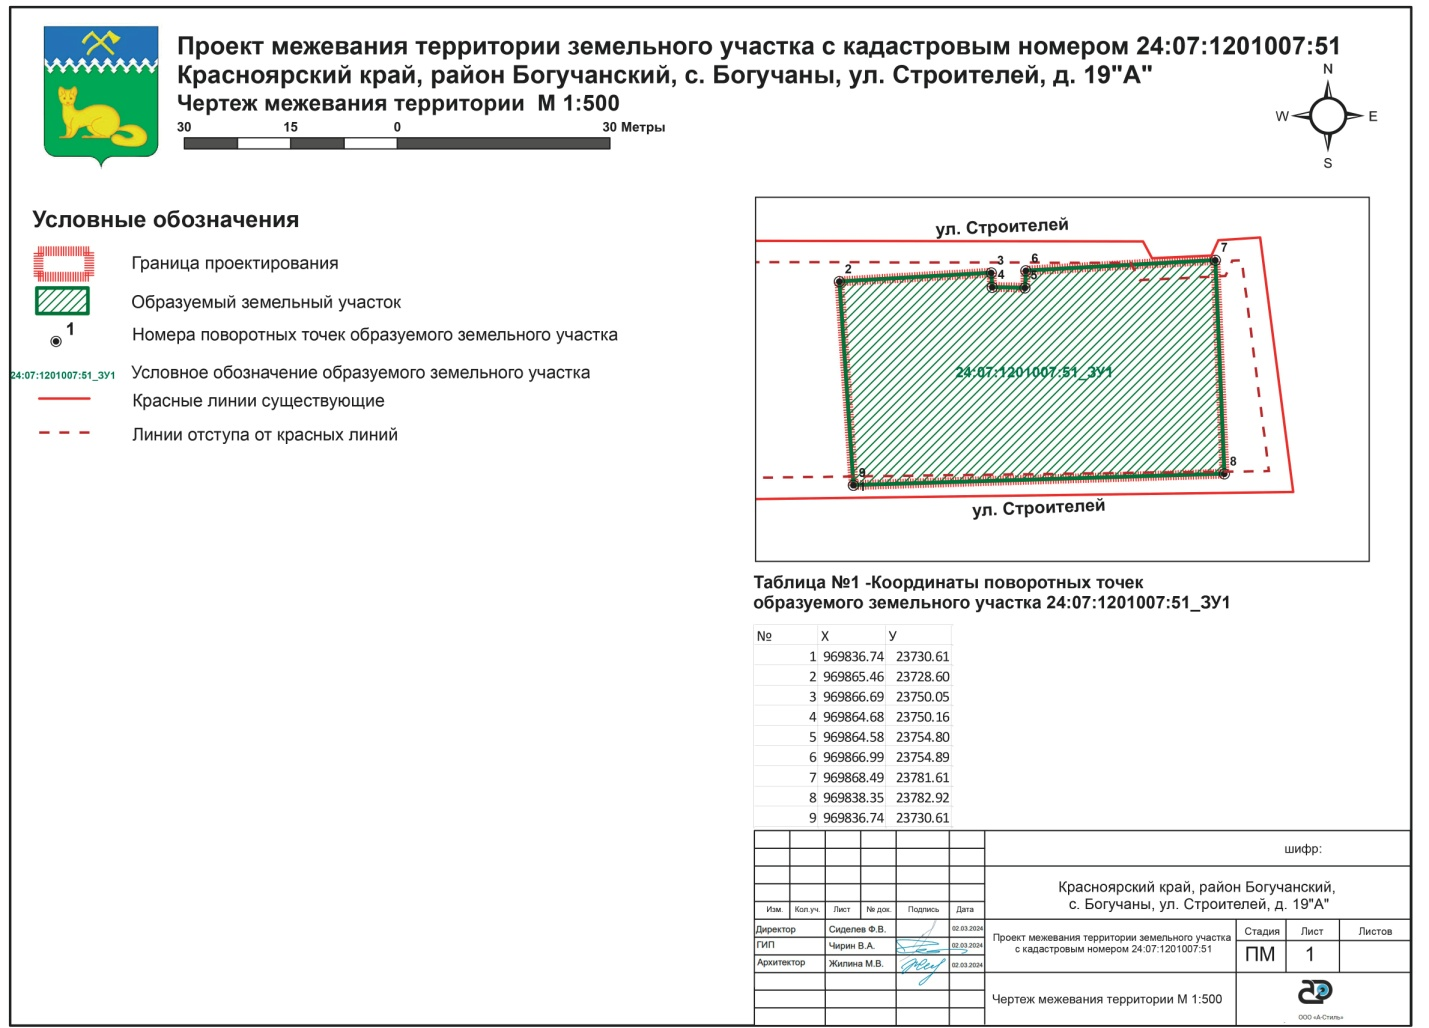 Проект межевания территории земельного участка с кадастровым номером 24:07:1201007:51
Красноярский край, район Богучанский, с. Богучаны, ул. Строителей, д. 19"А"
Чертеж межевания территории М 1:500
30 15 0 30 Метры
N
W E
S
Условные обозначения
Граница проектирования
Образуемый земельный участок
1
Номера поворотных точек образуемого земельного участка
24:07:1201007:51_ЗУ1 Условное обозначение образуемого земельного участка
Красные линии существующие
Линии отступа от красных линий
ул. Строителей
7
3 6
2
4 5
24:07:1201007:51_ЗУ1
8
9
1
ул. Строителей
Таблица №1 -Координаты поворотных точек
образуемого земельного участка 24:07:1201007:51_ЗУ1
№ Х У
1 969836.74 23730.61
2 969865.46 23728.60
3 969866.69 23750.05
4 969864.68 23750.16
5 969864.58 23754.80
6 969866.99 23754.89
7 969868.49 23781.61
8 969838.35 23782.92
9 969836.74 23730.61
шифр:
Красноярский край, район Богучанский,
с. Богучаны, ул. Строителей, д. 19"А"
Изм. Кол.уч. Лист № док. Подпись Дата
Директор Сиделев Ф.В. 02.03.2024
ГИП Чирин В.А. 02.03.2024
Архитектор Жилина М.В. 02.03.2024
Проект межевания территории земельного участка
с кадастровым номером 24:07:1201007:51
Стадия Лист Листов
ПМ 1
Чертеж межевания территории М 1:500
ООО «А-Стиль»